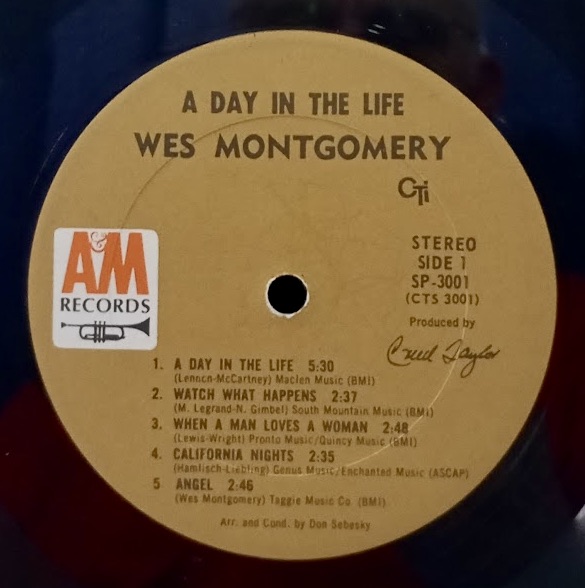 A DAY IN THE LIFE
WES MONTGOMERY
CTi
A&M
RECORDS
STEREO
SIDE 1
SP-3001
(CTS 3001)
Produced by
Creed Taylor
1. A DAY IN THE LIFE 5:30
(Lennon-McCartney) Maclen Music (BMI)
2. WATCH WHAT HAPPENS 2:37
(M. Legrand-N. Gimbel) South Mountain Music (BMI)
3. WHEN A MAN LOVES A WOMAN 2:48
(Lewis-Wright) Pronto Music/Quincy Music (BMI)
4. CALIFORNIA NIGHTS 2:35
(Hamlisch-Liebling) Genus Music/Enchanted Music (ASCAP)
5 ANGEL 2:46
(Wes Montgomery) Taggie Music Co. (BMI)
Arr. and Cond. by Don Sebesky